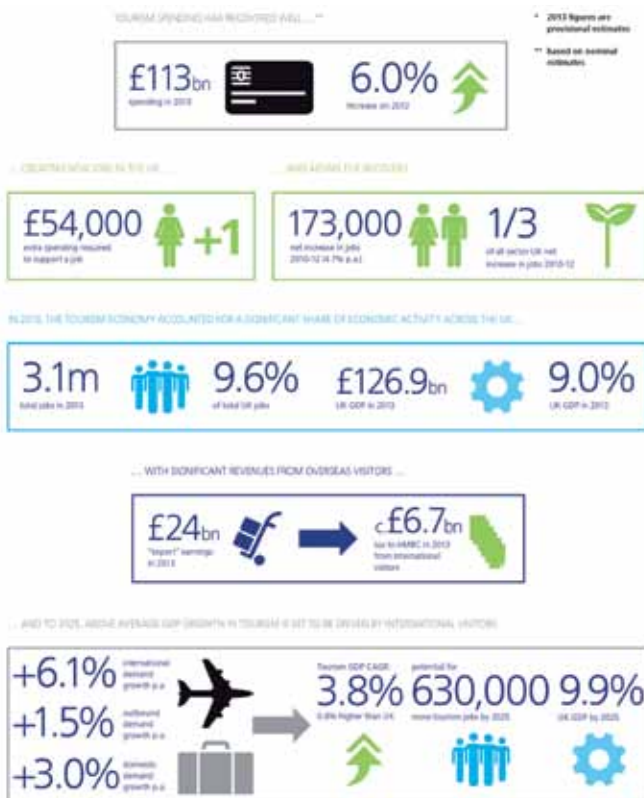 TOURISM SPENDING HAS RECOVERED WELL ... **
* 2013 figures are
provisional estimates
** based on nominal
estimates
£113bn
spending in 2013
6.0%
increase on 2012
... CREATING NEW JOBS IN THE UK ...
... AND AIDING THE RECOVERY
£54,000
extra spending required
to support a job
+1
173,000
net increase in jobs
2010-12 (4.7% p.a.)
1/3
of all sector UK net
increase in jobs 2010-12
IN 2013, THE TOURISM ECONOMY ACCOUNTED FOR A SIGNIFICANT SHARE OF ECONOMIC ACTIVITY ACROSS THE UK ...
3.1m
total jobs in 2013
9.6%
of total UK jobs
£126.9bn
UK GDP in 2013
9.0%
UK GDP in 2013
... WITH SIGNIFICANT REVENUES FROM OVERSEAS VISITORS ...
£24bn
"export" earnings
in 2013
c.£6.7bn
tax to HMRC in 2013
from international
visitors
... AND TO 2025, ABOVE AVERAGE GDP GROWTH IN TOURISM IS SET TO BE DRIVEN BY INTERNATIONAL VISITORS
+6.1%
international
demand
growth p.a.
+1.5%
outbound
demand
growth p.a.
+3.0%
domestic
demand
growth p.a.
Tourism GDP CAGR
3.8%
0.8% higher than UK
potential for
630,000
more tourism jobs by 2025
9.9%
UK GDP by 2025